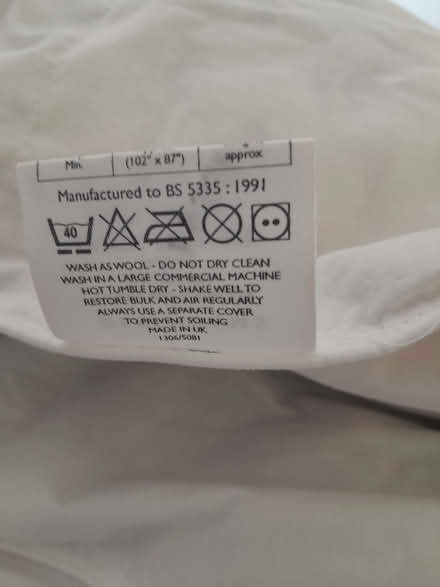 Min. (102" x 87") approx
Manufactured to BS 5335 : 1991
40
WASH AS WOOL - DO NOT DRY CLEAN
WASH IN A LARGE COMMERCIAL MACHINE
HOT TUMBLE DRY - SHAKE WELL TO
RESTORE BULK AND AIR REGULARLY
ALWAYS USE A SEPARATE COVER
TO PREVENT SOILING
MADE IN UK
1306/5081